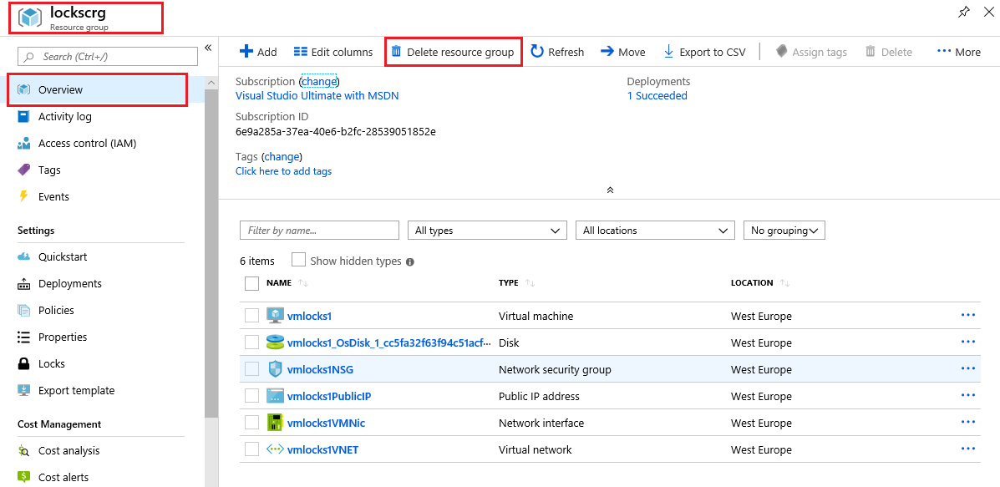 lockscrg
Resource group
Search (Ctrl+/)
Overview
Activity log
Access control (IAM)
Tags
Events
Settings
Quickstart
Deployments
Policies
Properties
Locks
Export template
Cost Management
Cost analysis
Cost alerts
Add Edit columns Delete resource group Refresh Move Export to CSV Assign tags Delete More
Subscription (change)
Visual Studio Ultimate with MSDN
Subscription ID
6e9a285a-37ea-40e6-b2fc-28539051852e
Tags (change)
Click here to add tags
Deployments
1 Succeeded
Filter by name... All types All locations No grouping
6 items Show hidden types
NAME TYPE LOCATION
vmlocks1 Virtual machine West Europe
vmlocks1_OsDisk_1_cc5fa32f63f94c51acf... Disk West Europe
vmlocks1NSG Network security group West Europe
vmlocks1PublicIP Public IP address West Europe
vmlocks1VMNic Network interface West Europe
vmlocks1VNET Virtual network West Europe